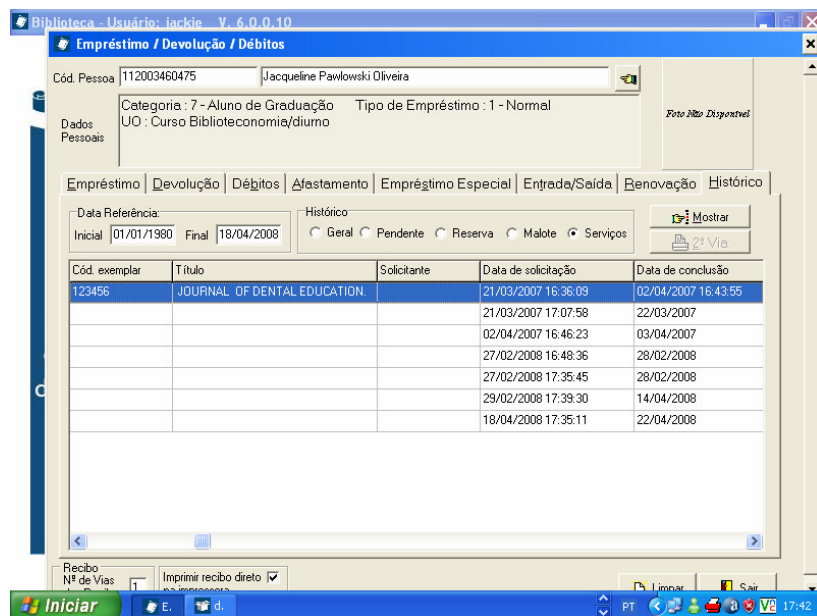 Biblioteca - Usuário: jackie V. 6.0.0.10
Empréstimo / Devolução / Débitos
Cód. Pessoa 112003460475 Jacqueline Pawlowski Oliveira
Categoria : 7 - Aluno de Graduação Tipo de Empréstimo : 1 - Normal
Dados Pessoais UO : Curso Biblioteconomia/diurno
Foto Não Disponível
Empréstimo Devolução Débitos Afastamento Empréstimo Especial Entrada/Saída Renovação Histórico
Data Referência: Histórico
Inicial 01/01/1980 Final 18/04/2008 Geral Pendente Reserva Malote Serviços Mostrar
2ª Via
Cód. exemplar Título Solicitante Data de solicitação Data de conclusão
123456 JOURNAL OF DENTAL EDUCATION. 21/03/2007 16:36:09 02/04/2007 16:43:55
21/03/2007 17:07:58 22/03/2007
02/04/2007 16:46:23 03/04/2007
27/02/2008 16:48:36 28/02/2008
27/02/2008 17:35:45 28/02/2008
29/02/2008 17:39:30 14/04/2008
18/04/2008 17:35:11 22/04/2008
Recibo
Nª de Vias 1 Imprimir recibo direto
Limpar Sair
Iniciar E. d. PT 17:42